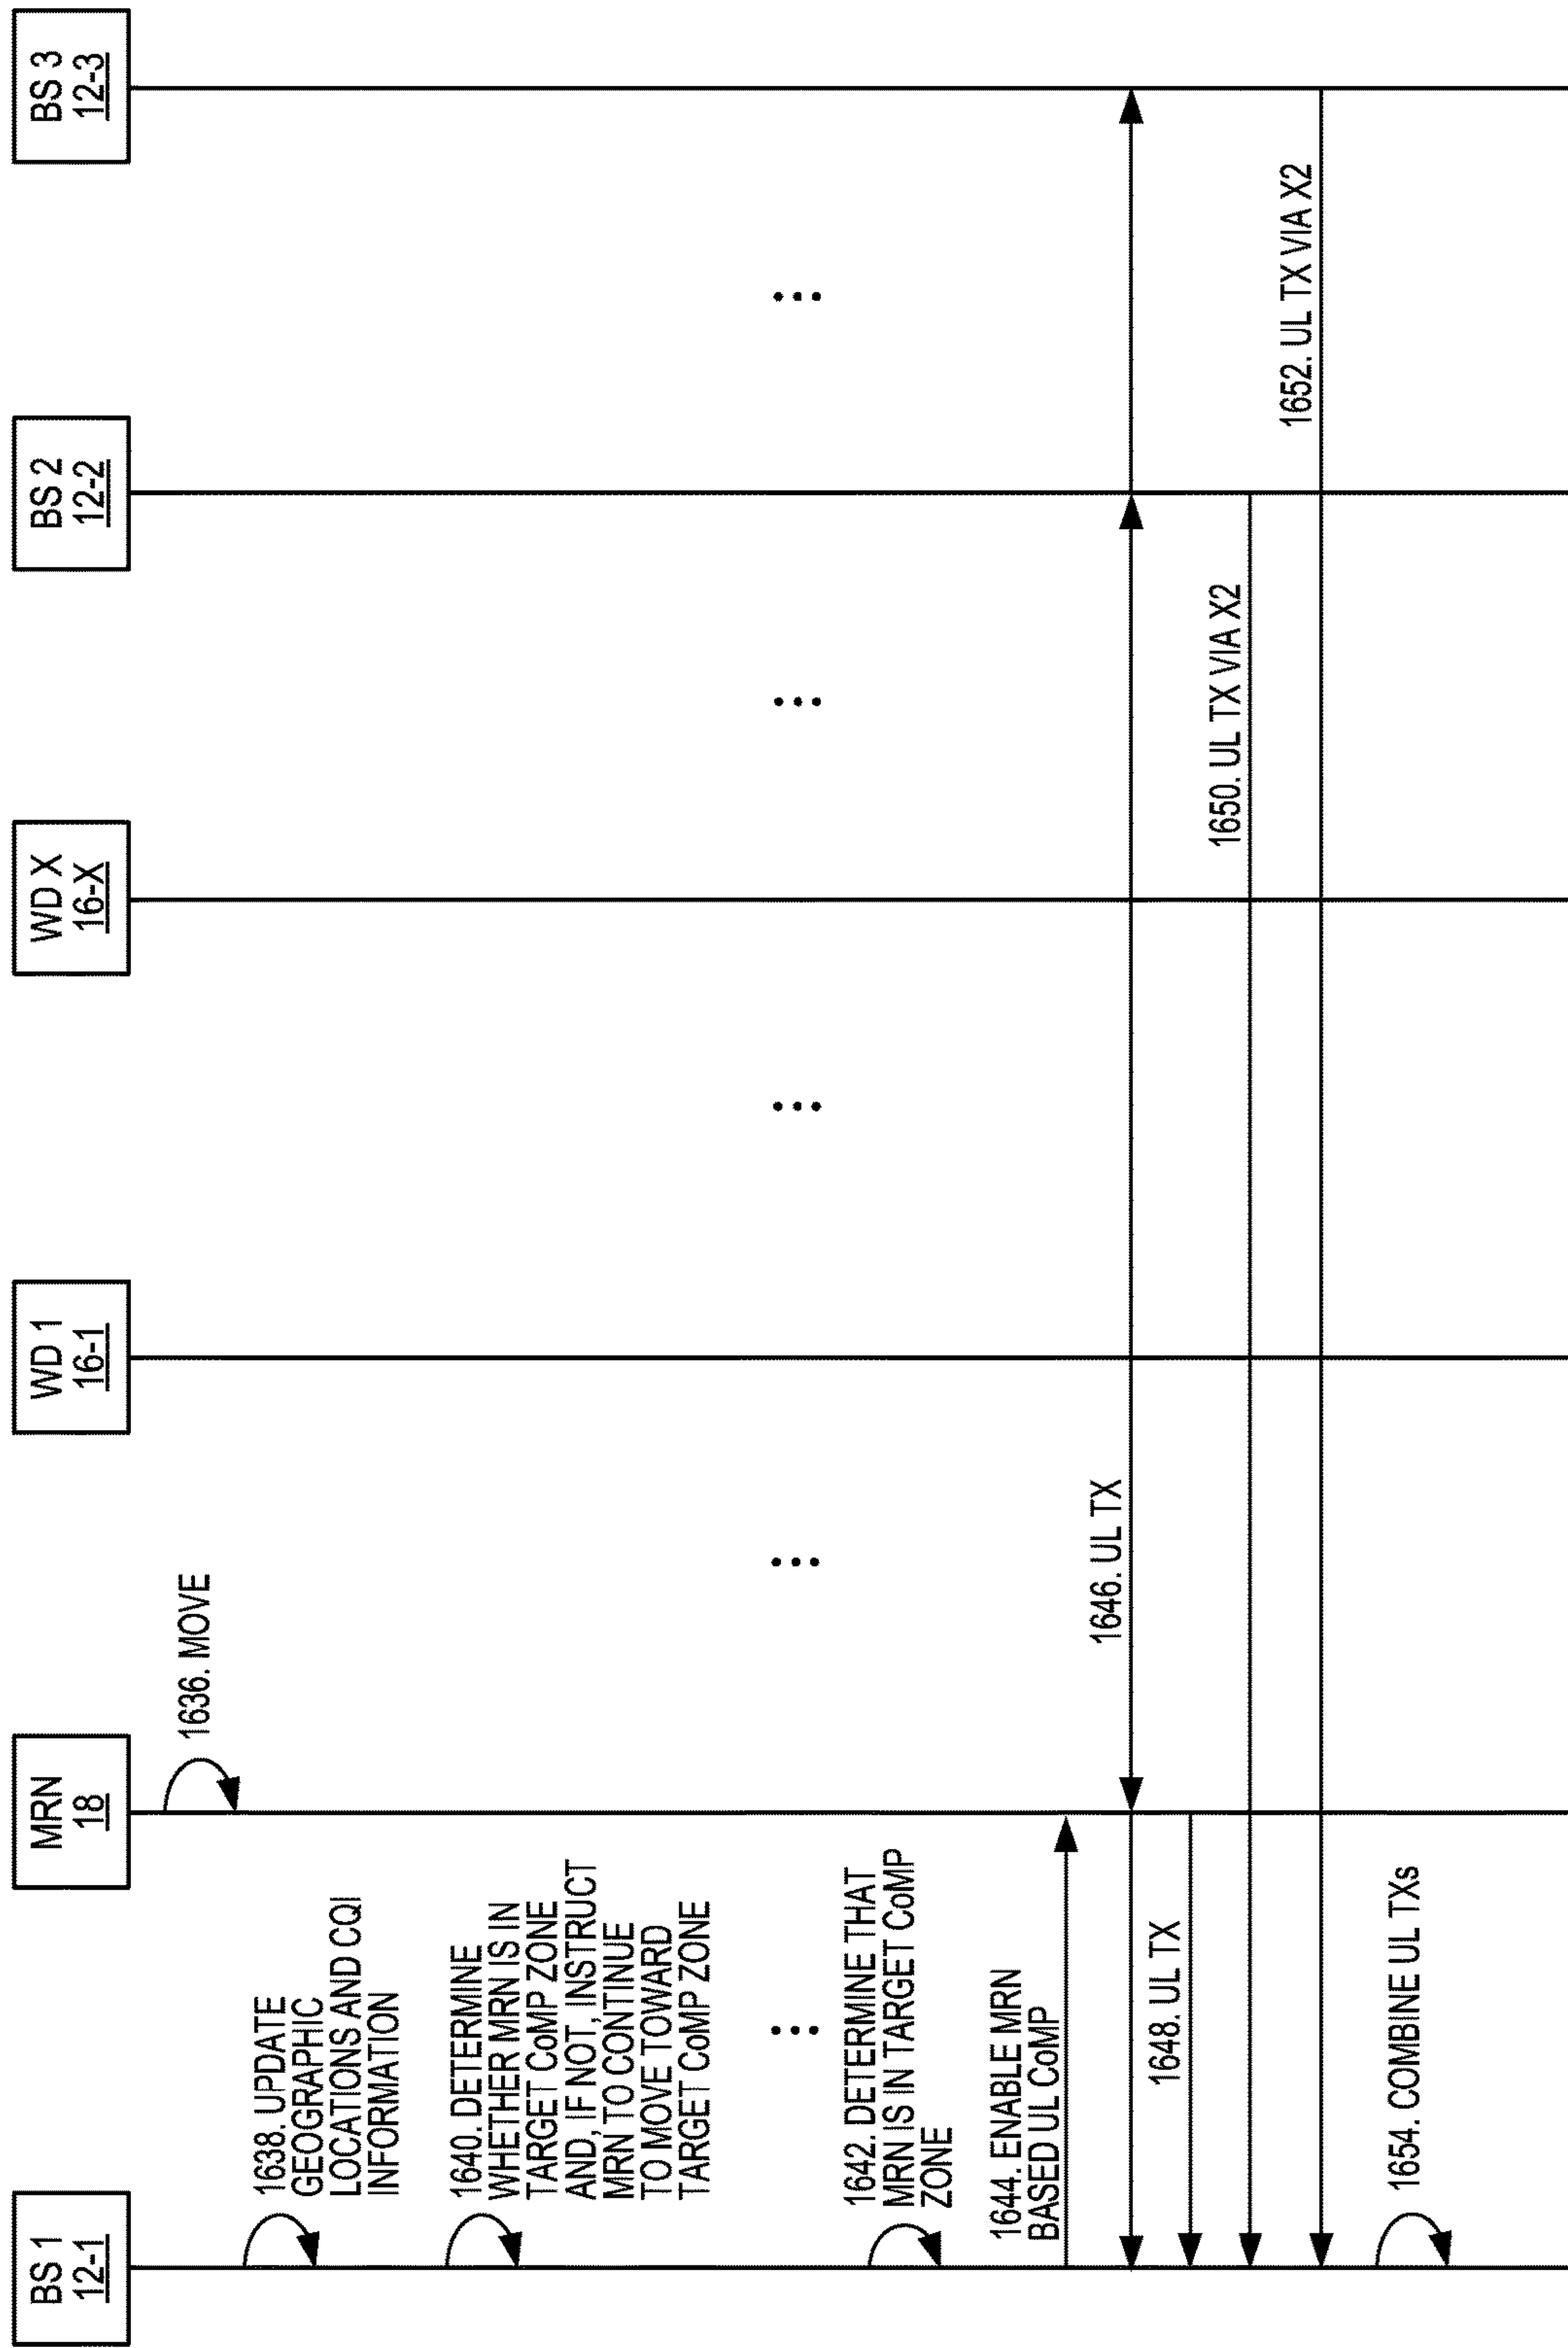 BS 1
12-1
MRN
18
WD 1
16-1
WD X
16-X
BS 2
12-2
BS 3
12-3
1636. MOVE
1638. UPDATE
GEOGRAPHIC
LOCATIONS AND CQI
INFORMATION
1640. DETERMINE
WHETHER MRN IS IN
TARGET CoMP ZONE
AND, IF NOT, INSTRUCT
MRN TO CONTINUE
TO MOVE TOWARD
TARGET CoMP ZONE
1642. DETERMINE THAT
MRN IS IN TARGET CoMP
ZONE
1644. ENABLE MRN
BASED UL CoMP
1646. UL TX
1648. UL TX
1650. UL TX VIA X2
1652. UL TX VIA X2
1654. COMBINE UL TXs